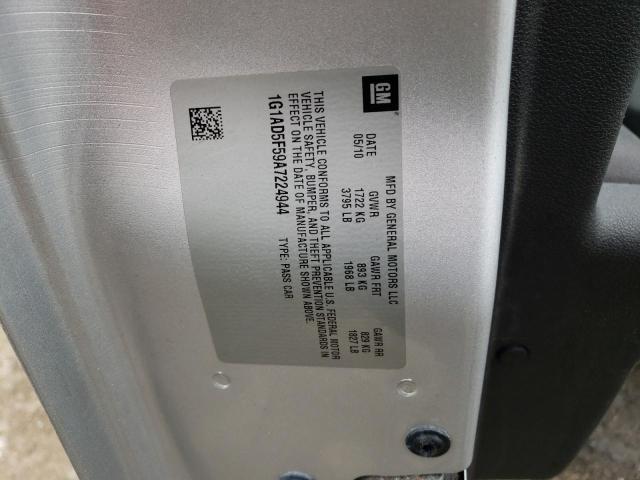 GM
MFD BY GENERAL MOTORS LLC
DATE GVWR GAWR FRT GAWR RR
05/10 1722 KG 893 KG 829 KG
3795 LB 1968 LB 1827 LB
THIS VEHICLE CONFORMS TO ALL APPLICABLE U.S. FEDERAL MOTOR
VEHICLE SAFETY, BUMPER, AND THEFT PREVENTION STANDARDS IN
EFFECT ON THE DATE OF MANUFACTURE SHOWN ABOVE.
1G1AD5F59A7224944 TYPE: PASS CAR